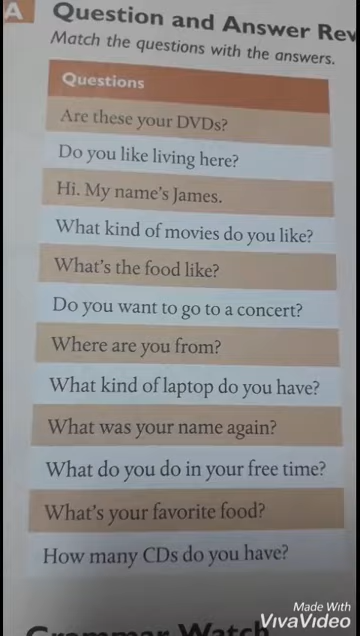 A Question and Answer Rev
Match the questions with the answers.
Questions
Are these your DVDs?
Do you like living here?
Hi. My name's James.
What kind of movies do you like?
What's the food like?
Do you want to go to a concert?
Where are you from?
What kind of laptop do you have?
What was your name again?
What do you do in your free time?
What's your favorite food?
How many CDs do you have?
Grammar Watch
Made With
VivaVideo